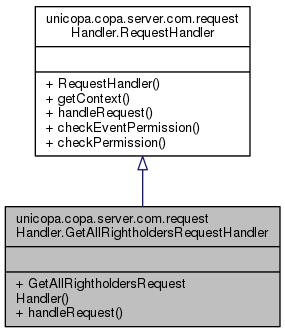 unicopa.copa.server.com.request
Handler.RequestHandler
+ RequestHandler()
+ getContext()
+ handleRequest()
+ checkEventPermission()
+ checkPermission()
unicopa.copa.server.com.request
Handler.GetAllRightholdersRequestHandler
+ GetAllRightholdersRequest
Handler()
+ handleRequest()